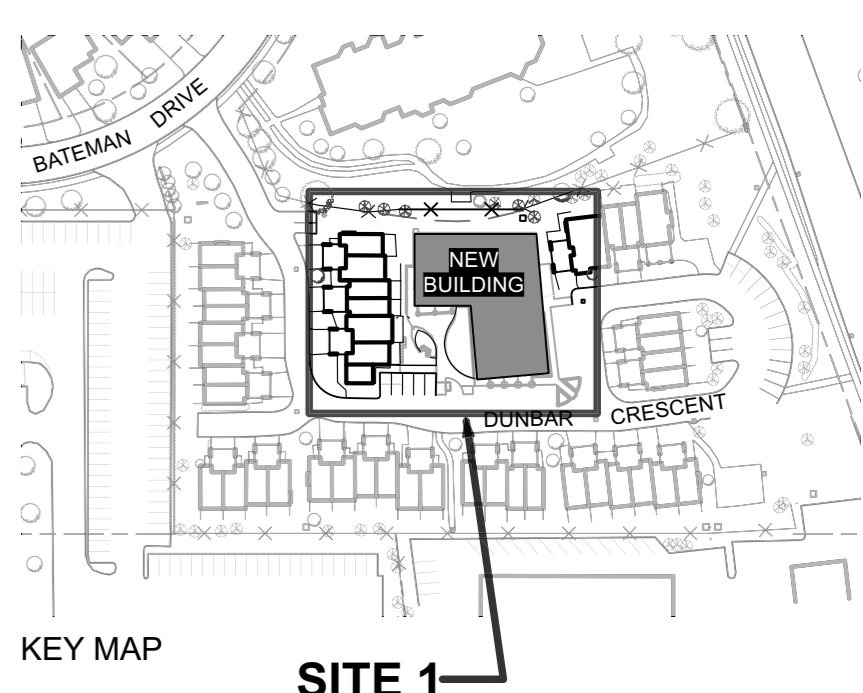 BATEMAN DRIVE
NEW
BUILDING
DUNBAR CRESCENT
KEY MAP
SITE 1